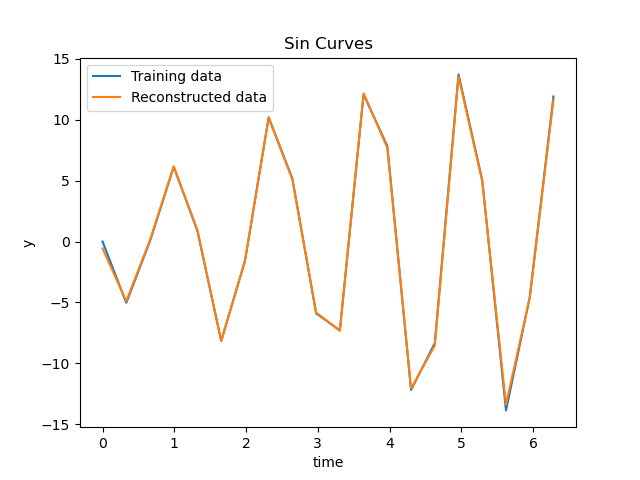 Sin Curves
Training data
Reconstructed data
15
10
5
0
−5
−10
−15
y
0 1 2 3 4 5 6
time